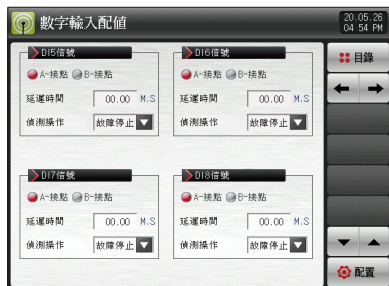 數字輸入配值
20.05.26
04 54 PM
DI5信號
A-接點 B-接點
延遲時間 00.00 M.S
偵測操作 故障停止
DI6信號
A-接點 B-接點
延遲時間 00.00 M.S
偵測操作 故障停止
DI7信號
A-接點 B-接點
延遲時間 00.00 M.S
偵測操作 故障停止
DI8信號
A-接點 B-接點
延遲時間 00.00 M.S
偵測操作 故障停止
目錄
配置